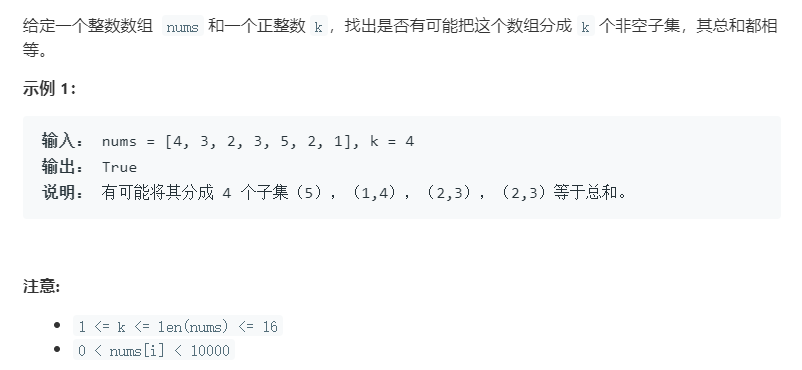 给定一个整数数组 nums 和一个正整数 k，找出是否有可能把这个数组分成 k 个非空子集，其总和都相
等。
示例 1：
输入： nums = [4, 3, 2, 3, 5, 2, 1], k = 4
输出： True
说明： 有可能将其分成 4 个子集（5），（1,4），（2,3），（2,3）等于总和。
注意:
• 1 <= k <= len(nums) <= 16
• 0 < nums[i] < 10000